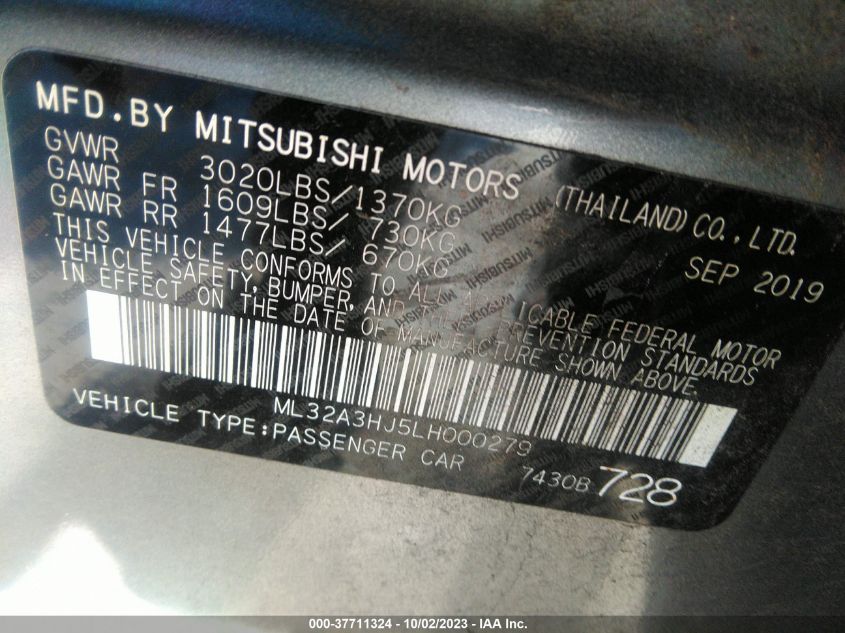 MFD.BY MITSUBISHI MOTORS (THAILAND) CO.,LTD.
GVWR 3020LBS/1370KG SEP 2019
GAWR FR 1609LBS/ 730KG
GAWR RR 1477LBS/ 670KG
THIS VEHICLE CONFORMS TO ALL APPLICABLE FEDERAL MOTOR
VEHICLE SAFETY, BUMPER, AND THEFT PREVENTION STANDARDS
IN EFFECT ON THE DATE OF MANUFACTURE SHOWN ABOVE.
ML32A3HJ5LH000279
VEHICLE TYPE:PASSENGER CAR 7430B 728
000-37711324 - 10/02/2023 - IAA Inc.